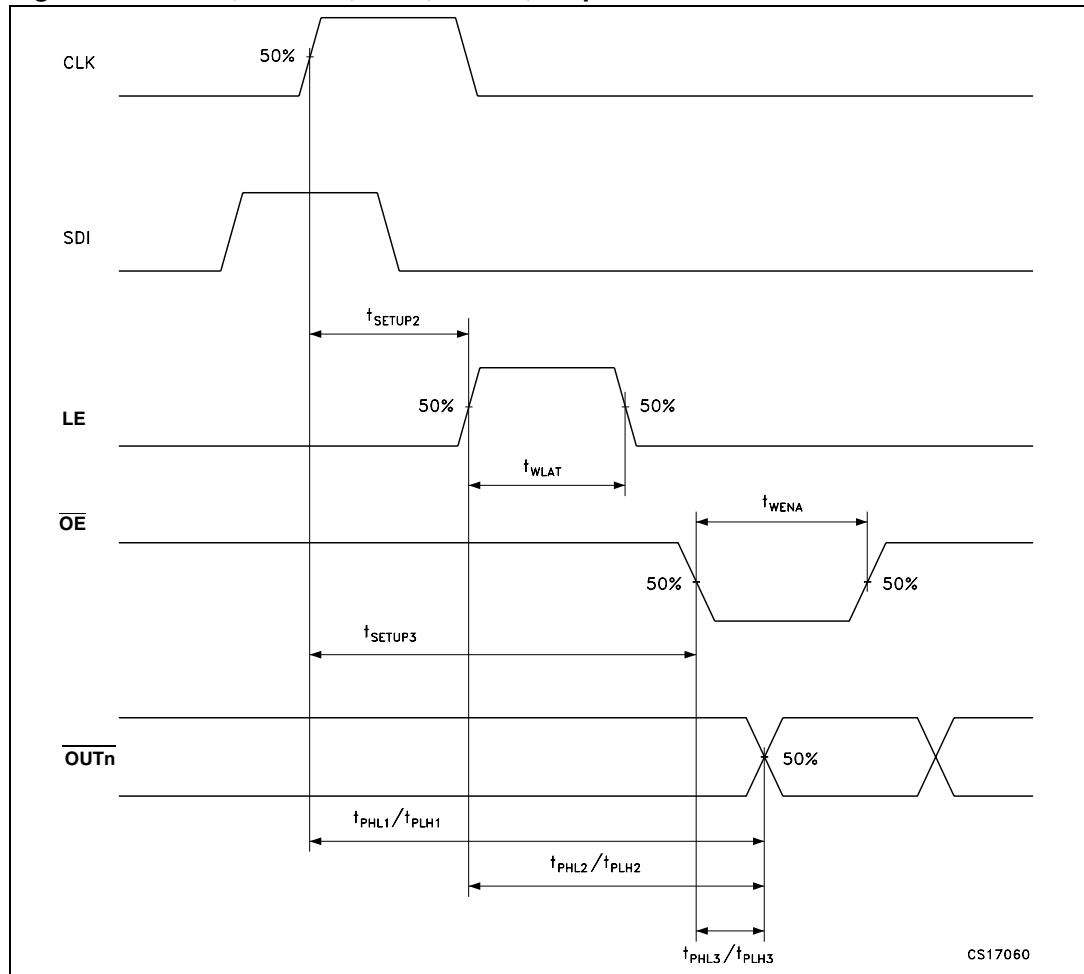 CLK
50%
SDI
tSETUP2
LE
50%
50%
tWLAT
OE
tWENA
50%
50%
tSETUP3
OUTn
50%
tPHL1/tPLH1
tPHL2/tPLH2
tPHL3/tPLH3
CS17060